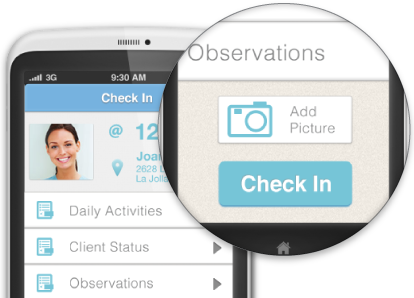 3G
9:30 AM
Check In
@ 12
Joan
2628
La Jolla
Daily Activities
Client Status
Observations
Observations
Add
Picture
Check In